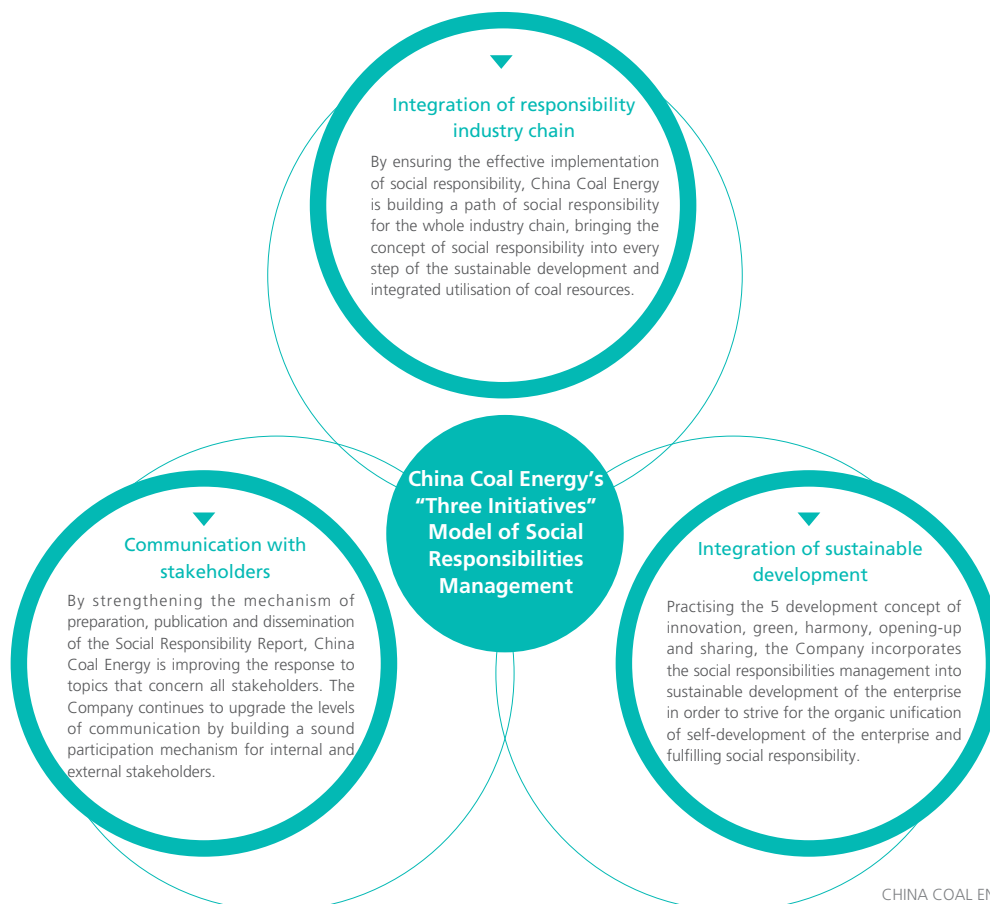 Integration of responsibility
industry chain
By ensuring the effective implementation
of social responsibility, China Coal Energy
is building a path of social responsibility
for the whole industry chain, bringing the
concept of social responsibility into every
step of the sustainable development and
integrated utilisation of coal resources.
China Coal Energy's
"Three Initiatives"
Model of Social
Responsibilities
Management
Communication with
stakeholders
By strengthening the mechanism of
preparation, publication and dissemination
of the Social Responsibility Report, China
Coal Energy is improving the response to
topics that concern all stakeholders. The
Company continues to upgrade the levels
of communication by building a sound
participation mechanism for internal and
external stakeholders.
Integration of sustainable
development
Practising the 5 development concept of
innovation, green, harmony, opening-up
and sharing, the Company incorporates
the social responsibilities management into
sustainable development of the enterprise
in order to strive for the organic unification
of self-development of the enterprise and
fulfilling social responsibility.
CHINA COAL EN